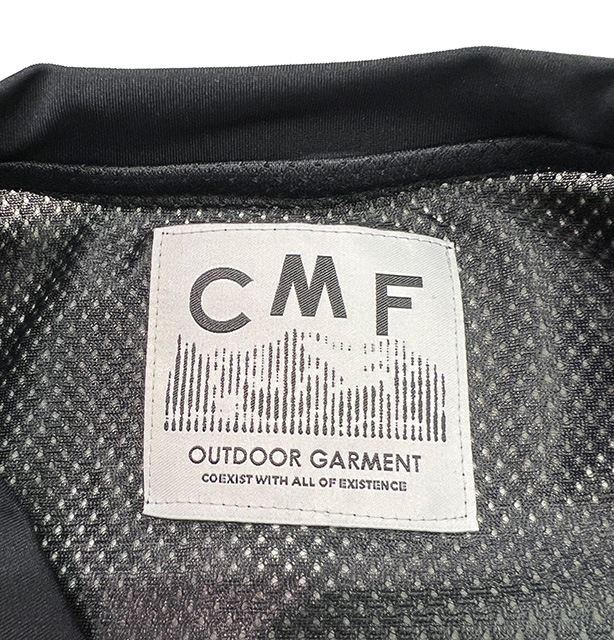 CMF
OUTDOOR GARMENT
COEXIST WITH ALL OF EXISTENCE